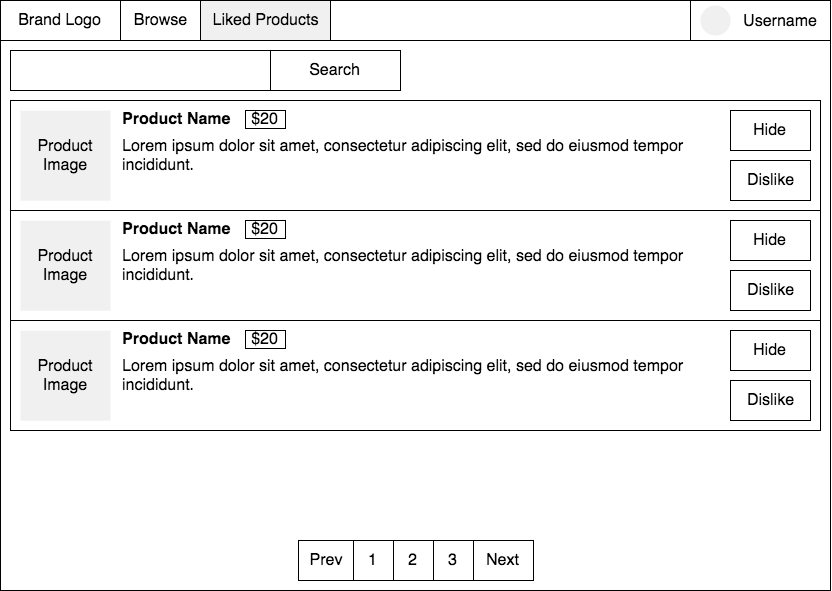 Brand Logo
Browse
Liked Products
Username
Search
Product
Image
Product Name $20
Lorem ipsum dolor sit amet, consectetur adipiscing elit, sed do eiusmod tempor
incididunt.
Hide
Dislike
Product
Image
Product Name $20
Lorem ipsum dolor sit amet, consectetur adipiscing elit, sed do eiusmod tempor
incididunt.
Hide
Dislike
Product
Image
Product Name $20
Lorem ipsum dolor sit amet, consectetur adipiscing elit, sed do eiusmod tempor
incididunt.
Hide
Dislike
Prev 1 2 3 Next